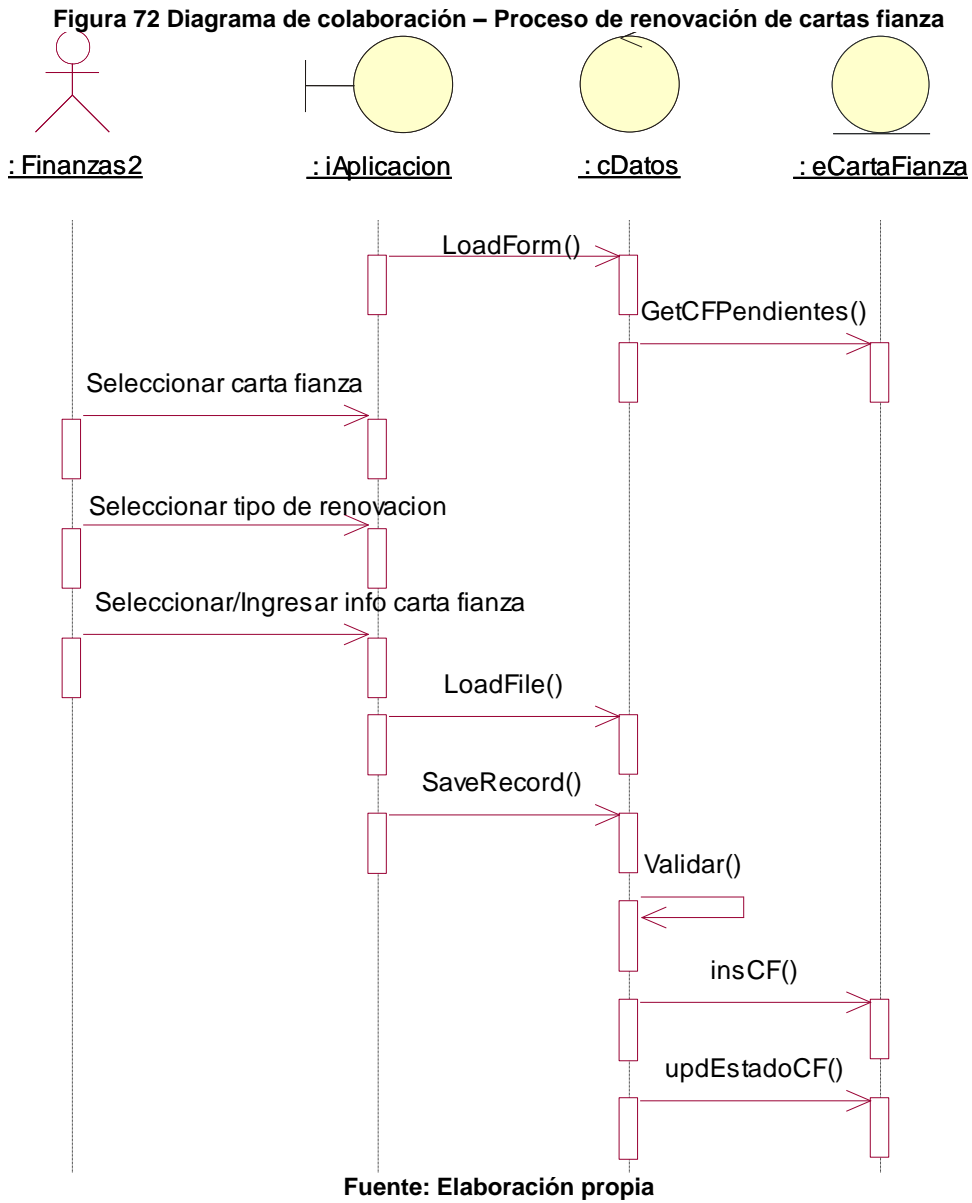 Figura 72 Diagrama de colaboración – Proceso de renovación de cartas fianza
: Finanzas2
: iAplicacion
: cDatos
: eCartaFianza
LoadForm()
GetCFPendientes()
Seleccionar carta fianza
Seleccionar tipo de renovacion
Seleccionar/Ingresar info carta fianza
LoadFile()
SaveRecord()
Validar()
insCF()
updEstadoCF()
Fuente: Elaboración propia